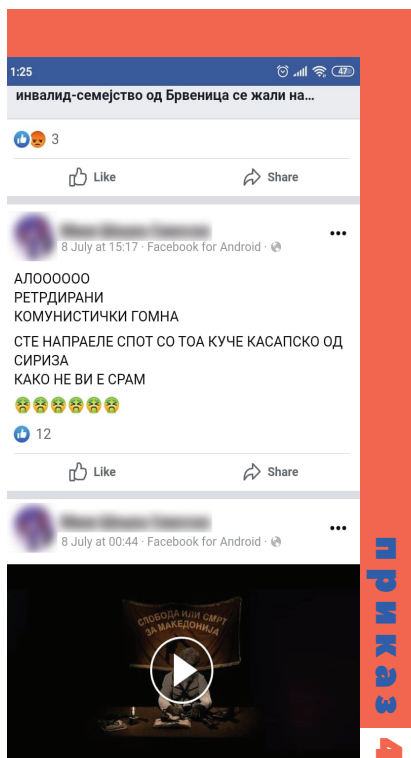 1:25
47
инвалид-семејство од Брвеница се жали на...
3
Like
Share
8 July at 15:17 · Facebook for Android ·
АЛОООООО
РЕТРДИРАНИ
КОМУНИСТИЧКИ ГОМНА
СТЕ НАПРАЕЛЕ СПОТ СО ТОА КУЧЕ КАСАПСКО ОД
СИРИЗА
КАКО НЕ ВИ Е СРАМ
12
Like
Share
8 July at 00:44 · Facebook for Android ·
СЛОБОДА ИЛИ СМРТ
ЗА МАКЕДОНИЈА
приказ 4